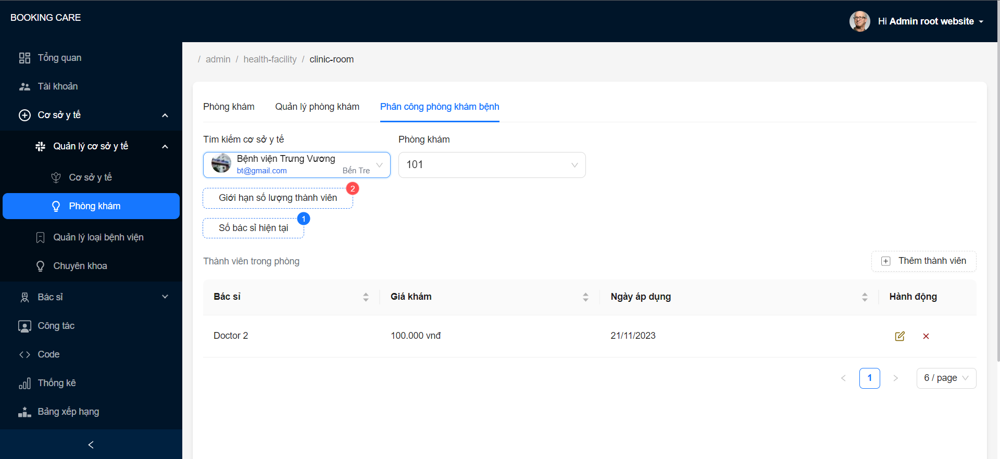 BOOKING CARE
Hi Admin root website
Tổng quan
Tài khoản
Cơ sở y tế
Quản lý cơ sở y tế
Cơ sở y tế
Phòng khám
Quản lý loại bệnh viện
Chuyên khoa
Bác sĩ
Công tác
Code
Thống kê
Bảng xếp hạng
/ admin / health-facility / clinic-room
Phòng khám Quản lý phòng khám Phân công phòng khám bệnh
Tìm kiếm cơ sở y tế Phòng khám
Bệnh viện Trưng Vương
bt@gmail.com Bến Tre
101
Giới hạn số lượng thành viên 2
Số bác sĩ hiện tại 1
Thành viên trong phòng
Thêm thành viên
Bác sĩ Giá khám Ngày áp dụng Hành động
Doctor 2 100.000 vnđ 21/11/2023
1 6 / page